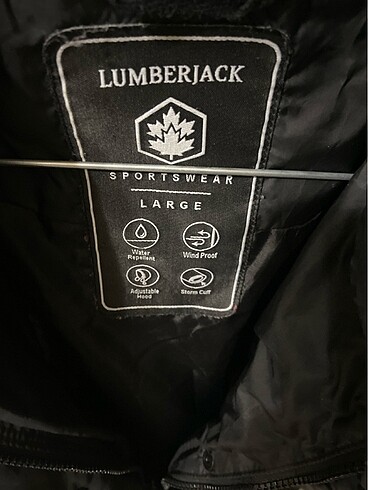 LUMBERJACK
SPORTSWEAR
LARGE
Water
Repellent
Wind Proof
Adjustable
Hood
Storm Cuff